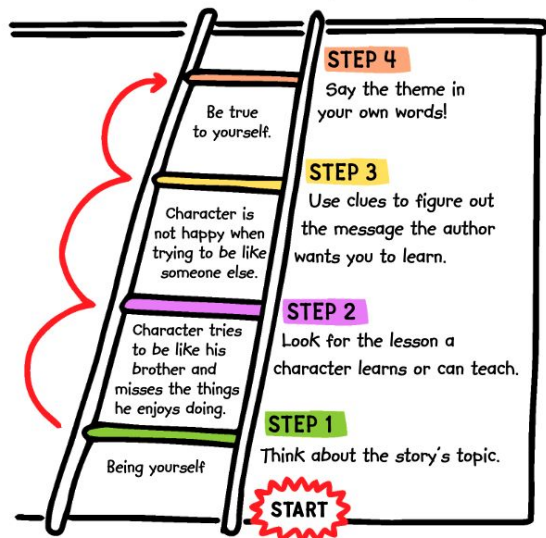 STEP 4
Say the theme in
your own words!
Be true
to yourself.
STEP 3
Use clues to figure out
the message the author
wants you to learn.
Character is
not happy when
trying to be like
someone else.
STEP 2
Look for the lesson a
character learns or can teach.
Character tries
to be like his
brother and
misses the things
he enjoys doing.
STEP 1
Think about the story's topic.
Being yourself
START